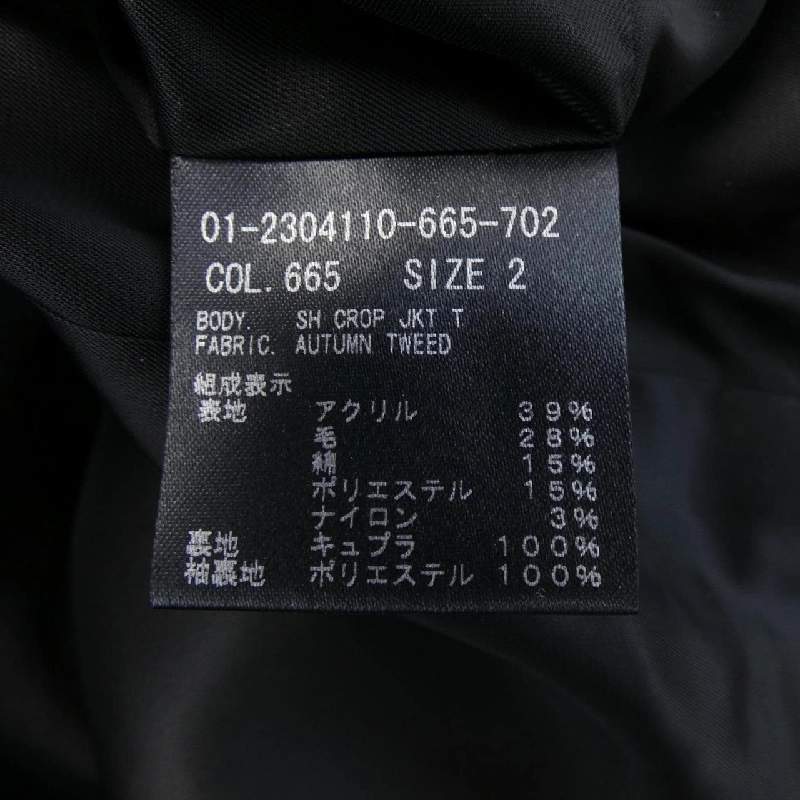 01-2304110-665-702
COL. 665 SIZE 2
BODY. SH CROP JKT T
FABRIC. AUTUMN TWEED
組成表示
表地 アクリル 39%
毛 28%
綿 15%
ポリエステル 15%
ナイロン 3%
裏地 キュプラ 100%
袖裏地 ポリエステル 100%